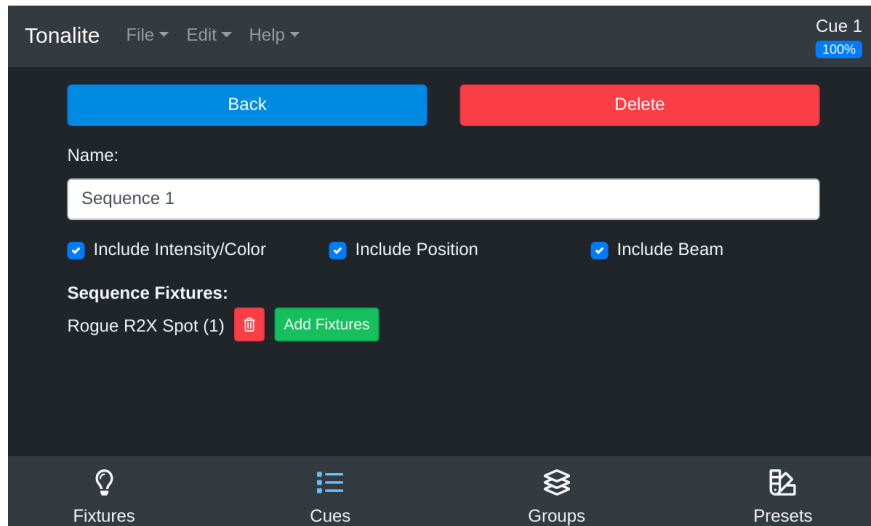 Tonalite File Edit Help Cue 1
100%
Back Delete
Name:
Sequence 1
Include Intensity/Color Include Position Include Beam
Sequence Fixtures:
Rogue R2X Spot (1) Add Fixtures
Fixtures Cues Groups Presets